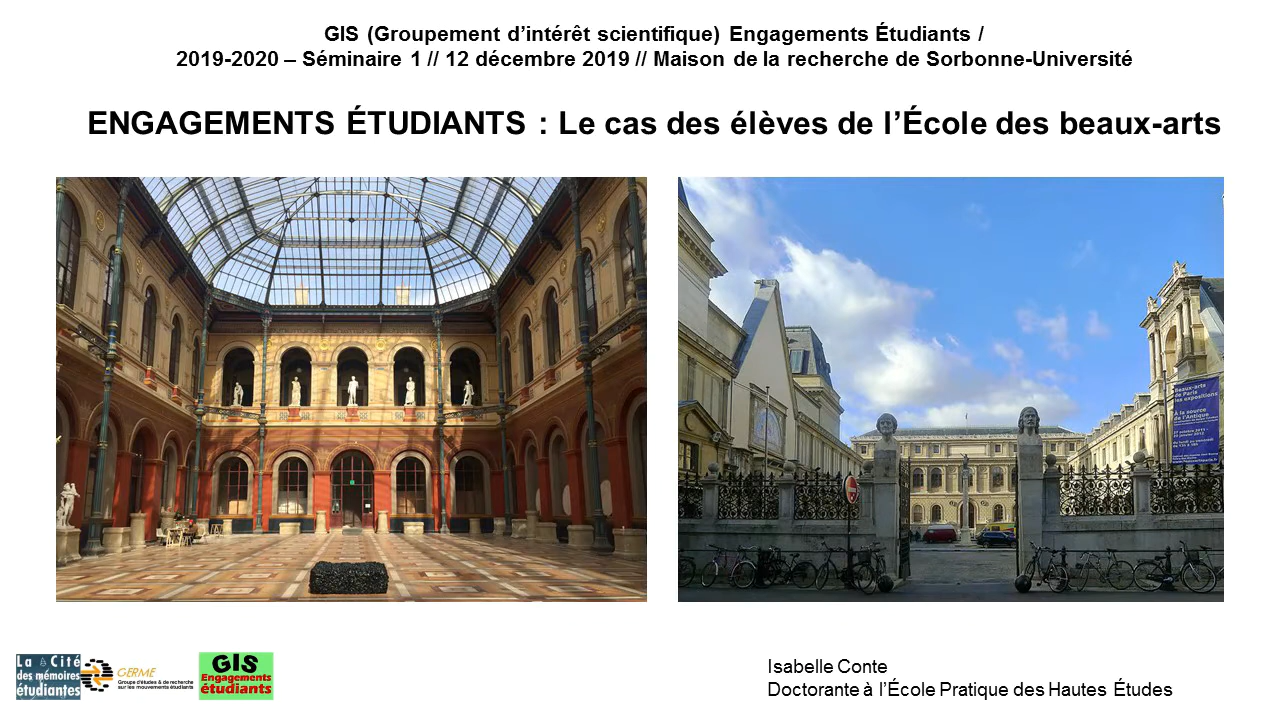 GIS (Groupement d’intérêt scientifique) Engagements Étudiants /
2019-2020 – Séminaire 1 // 12 décembre 2019 // Maison de la recherche de Sorbonne-Université
ENGAGEMENTS ÉTUDIANTS : Le cas des élèves de l’École des beaux-arts
beaux-arts
de Paris
les expositions
À la source
de l'Antique
La Cité
des mémoires
étudiantes
GERME
Groupe d'études & de recherche
sur les mouvements étudiants
GIS
Engagements
étudiants
Isabelle Conte
Doctorante à l’École Pratique des Hautes Études